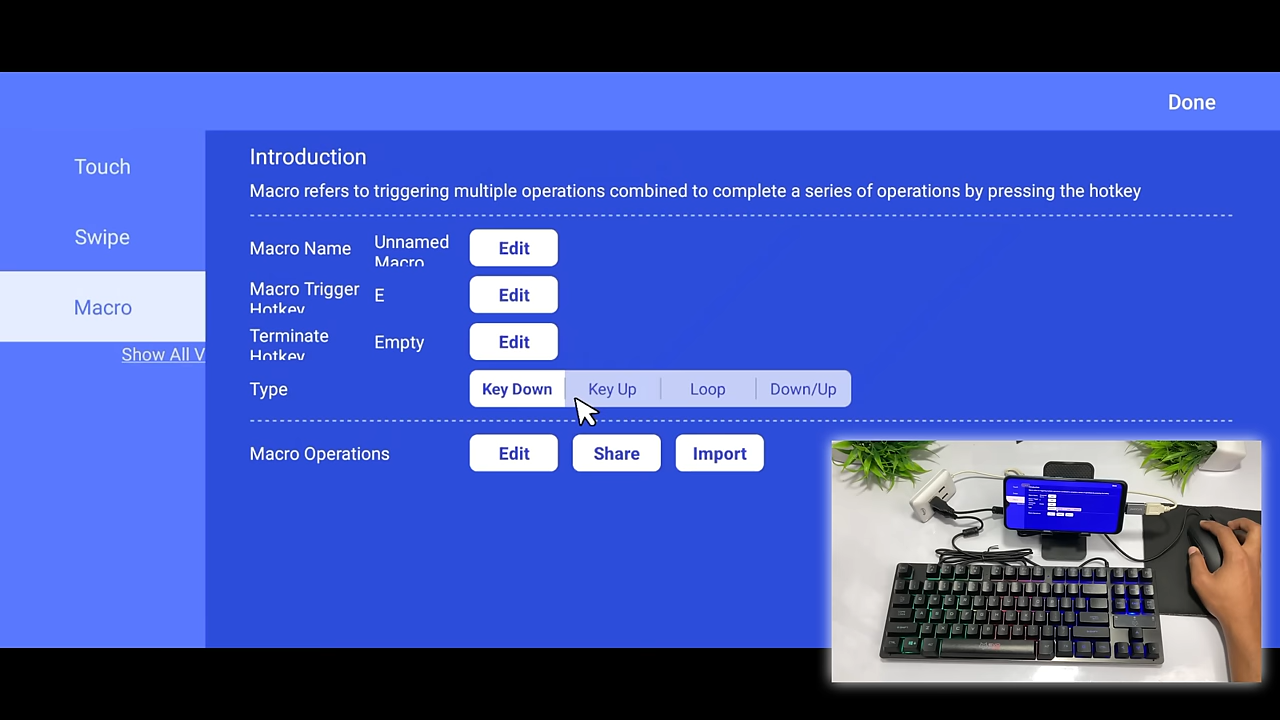 Done
Touch
Swipe
Macro
Show All V
Introduction
Macro refers to triggering multiple operations combined to complete a series of operations by pressing the hotkey
Macro Name Unnamed Macro Edit
Macro Trigger Hotkey E Edit
Terminate Hotkey Empty Edit
Type Key Down Key Up Loop Down/Up
Macro Operations Edit Share Import